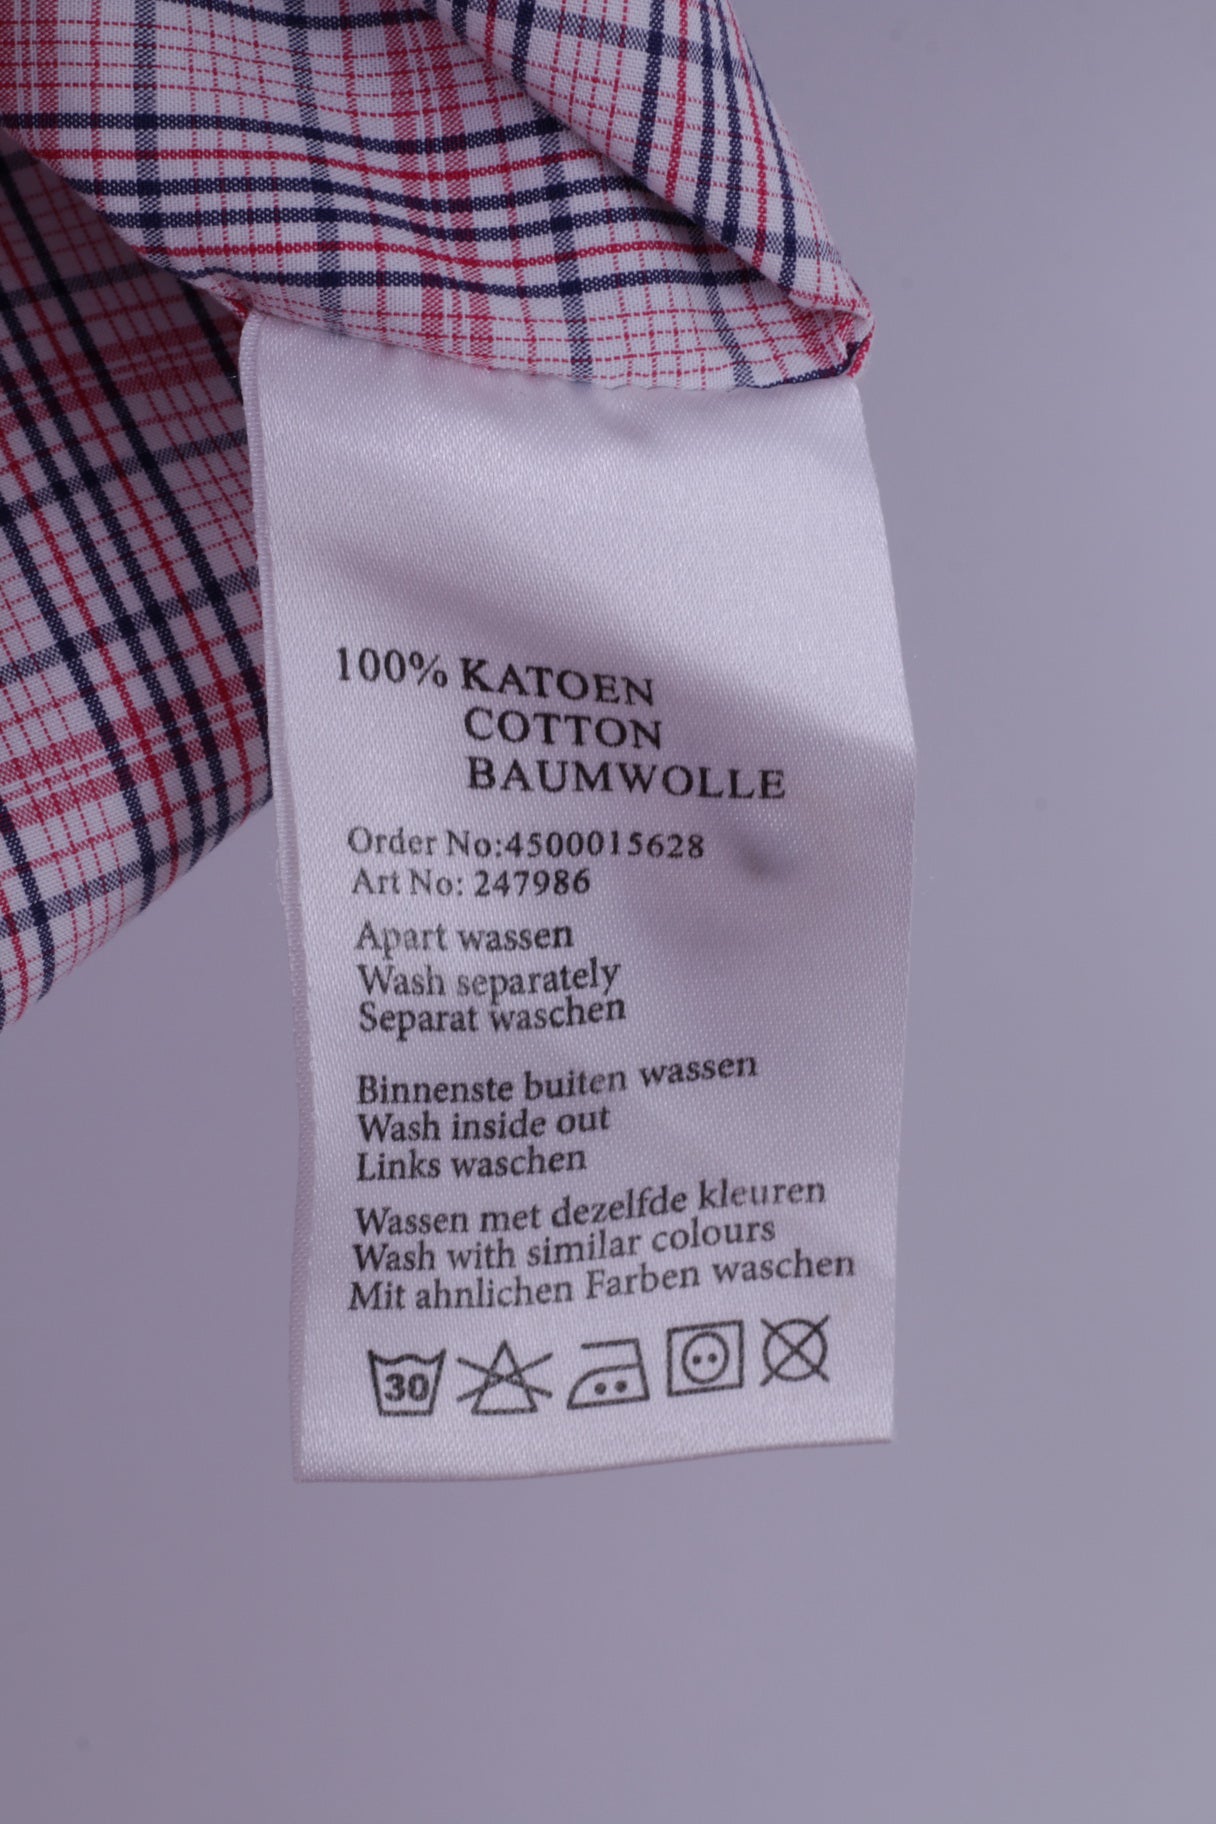 100% KATOEN
COTTON
BAUMWOLLE
Order No:4500015628
Art No: 247986
Apart wassen
Wash separately
Separat waschen
Binnenste buiten wassen
Wash inside out
Links waschen
Wassen met dezelfde kleuren
Wash with similar colours
Mit ahnlichen Farben waschen
30